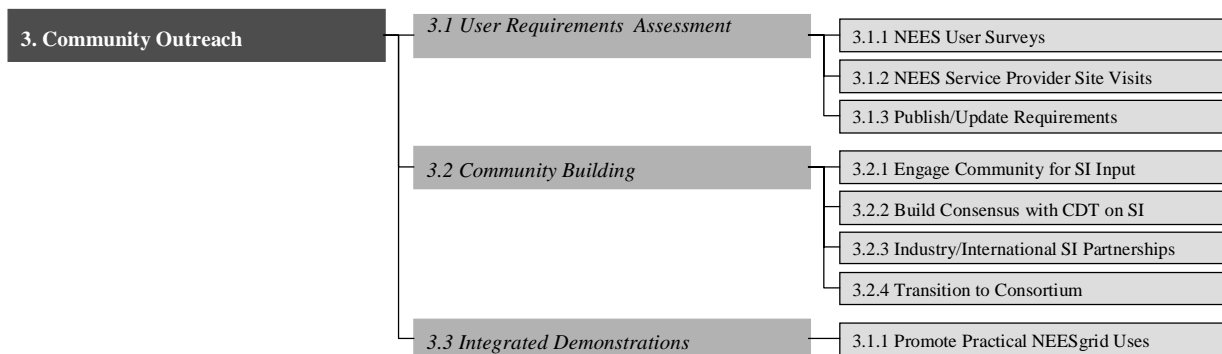 3. Community Outreach
3.1 User Requirements Assessment
3.1.1 NEES User Surveys
3.1.2 NEES Service Provider Site Visits
3.1.3 Publish/Update Requirements
3.2 Community Building
3.2.1 Engage Community for SI Input
3.2.2 Build Consensus with CDT on SI
3.2.3 Industry/International SI Partnerships
3.2.4 Transition to Consortium
3.3 Integrated Demonstrations
3.1.1 Promote Practical NEESgrid Uses